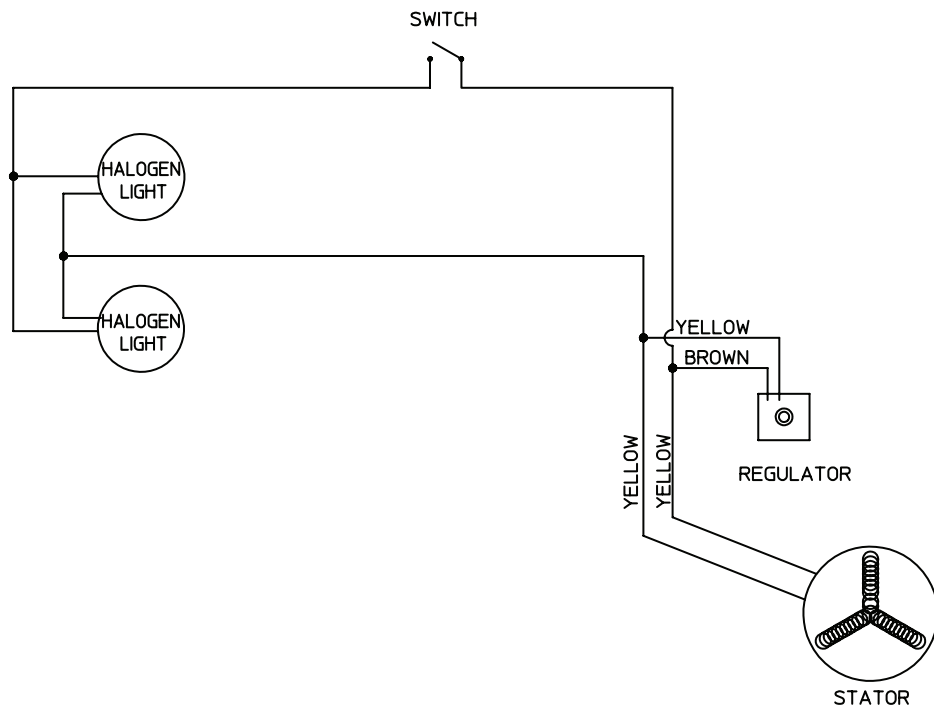 SWITCH
HALOGEN
LIGHT
HALOGEN
LIGHT
YELLOW
BROWN
YELLOW
YELLOW
REGULATOR
STATOR